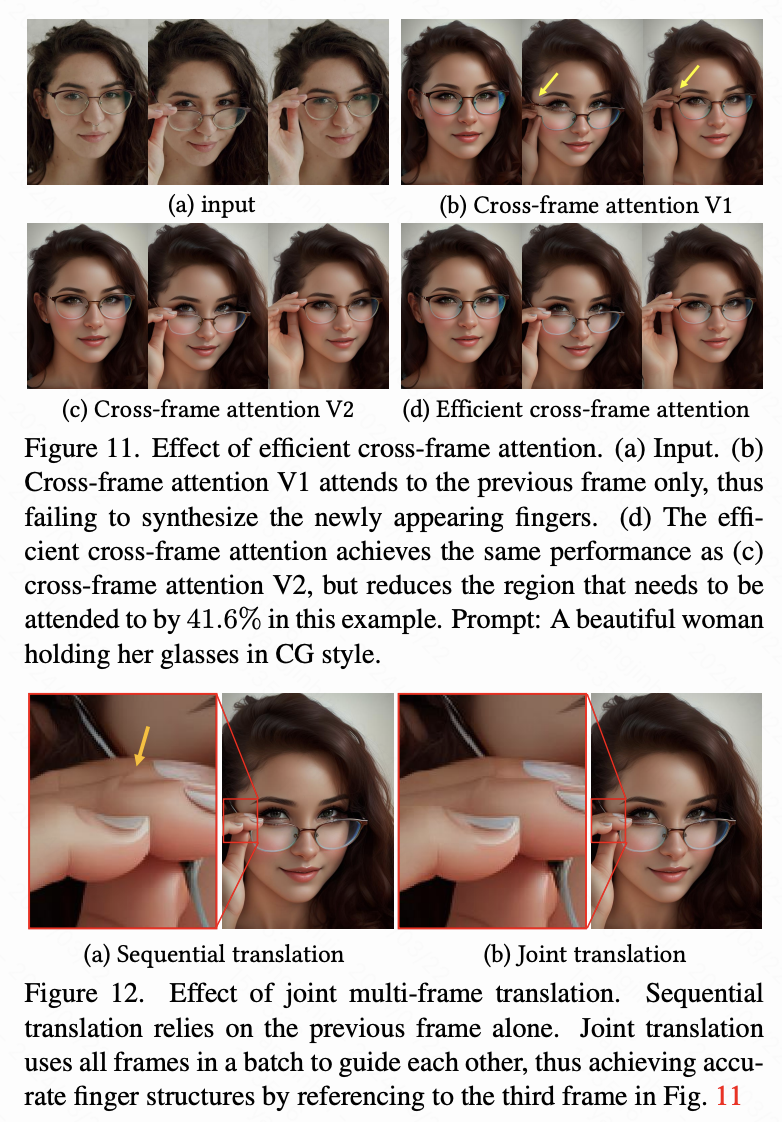 (a) input
(b) Cross-frame attention V1
(c) Cross-frame attention V2
(d) Efficient cross-frame attention
Figure 11. Effect of efficient cross-frame attention. (a) Input. (b)
Cross-frame attention V1 attends to the previous frame only, thus
failing to synthesize the newly appearing fingers. (d) The effi-
cient cross-frame attention achieves the same performance as (c)
cross-frame attention V2, but reduces the region that needs to be
attended to by 41.6% in this example. Prompt: A beautiful woman
holding her glasses in CG style.
(a) Sequential translation
(b) Joint translation
Figure 12. Effect of joint multi-frame translation. Sequential
translation relies on the previous frame alone. Joint translation
uses all frames in a batch to guide each other, thus achieving accu-
rate finger structures by referencing to the third frame in Fig. 11